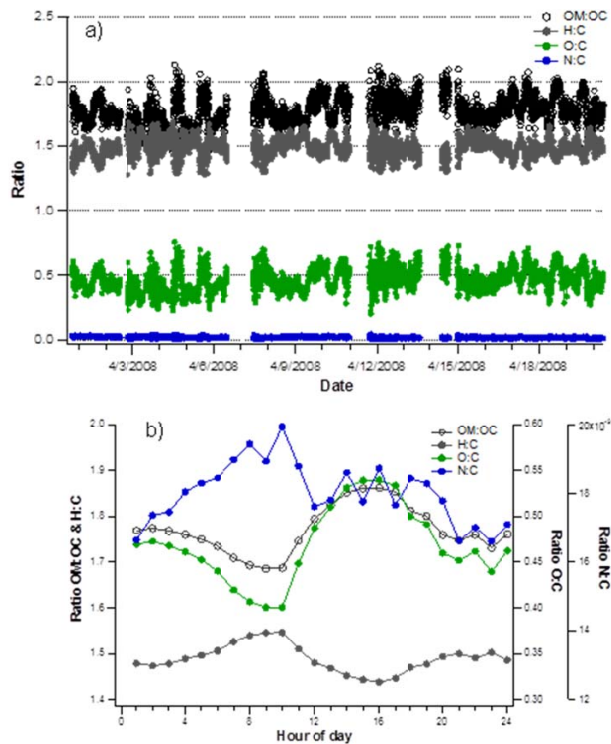 a)
OM:OC
H:C
O:C
N:C
2.5
2.0
1.5
1.0
0.5
0.0
Ratio
4/3/2008 4/6/2008 4/9/2008 4/12/2008 4/15/2008 4/18/2008
Date
b)
OM:OC
H:C
O:C
N:C
2.0
1.9
1.8
1.7
1.6
1.5
1.4
Ratio OM:OC & H:C
0.60
0.55
0.50
0.45
0.40
0.35
0.30
Ratio O:C
18
16
14
12
Ratio N:C
0 4 8 12 16 20 24
Hour of day